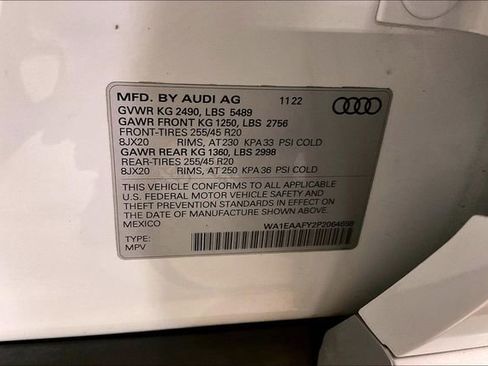 MFD. BY AUDI AG 11 22
GVWR KG 2490, LBS 5489
GAWR FRONT KG 1250, LBS 2756
FRONT-TIRES 255/45 R20
8JX20 RIMS, AT 230 KPA 33 PSI COLD
GAWR REAR KG 1360, LBS 2998
REAR-TIRES 255/45 R20
8JX20 RIMS, AT 250 KPA 36 PSI COLD
THIS VEHICLE CONFORMS TO ALL APPLICABLE
U.S. FEDERAL MOTOR VEHICLE SAFETY AND
THEFT PREVENTION STANDARDS IN EFFECT ON
THE DATE OF MANUFACTURE SHOWN ABOVE.
MEXICO
WA1EAAFY2P2064698
TYPE:
MPV